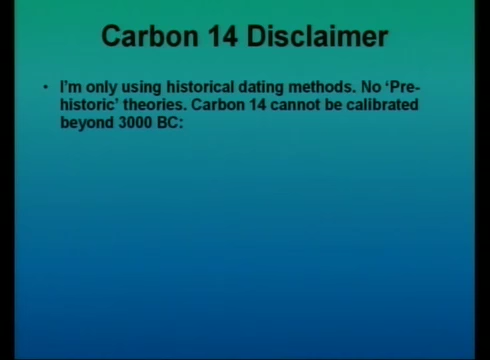 Carbon 14 Disclaimer
• I'm only using historical dating methods. No 'Pre-
historic' theories. Carbon 14 cannot be calibrated
beyond 3000 BC: